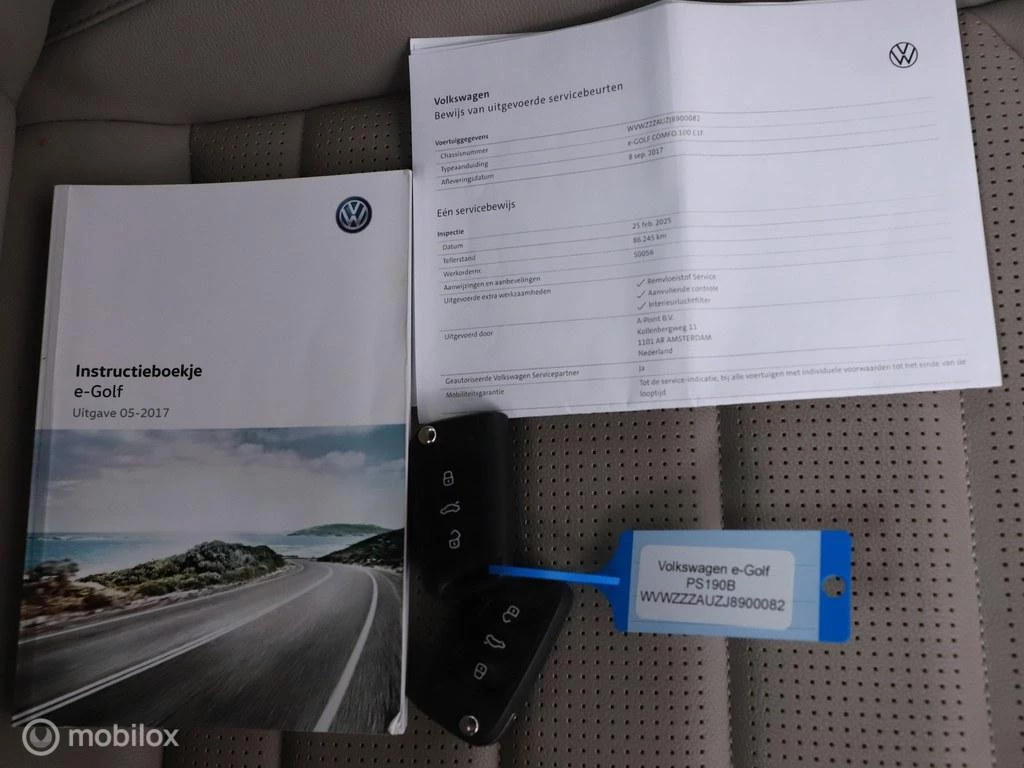 Volkswagen
Bewijs van uitgevoerde servicebeurten
Voertuiggegevens
Chassisnummer WVWZZZAUZJ8900082
Typeaanduiding e-GOLF COMFO 100 E1F
Afleveringsdatum 8 sep. 2017
Eén servicebewijs
Inspectie
Datum 25 feb. 2025
Tellerstand 86.245 km
Werkordernr. 50056
Aanwijzingen en aanbevelingen
Uitgevoerde extra werkzaamheden ✓ Remvloeistof Service
✓ Aanvullende controle
✓ Interieurluchtfilter
Uitgevoerd door A-Point B.V.
Kollenbergweg 11
1101 AR AMSTERDAM
Nederland
Geautoriseerde Volkswagen Servicepartner Ja
Mobiliteitsgarantie Tot de service-indicatie, bij alle voertuigen met individuele voorwaarden tot het einde van de
looptijd
Instructieboekje
e-Golf
Uitgave 05-2017
Volkswagen e-Golf
PS190B
WVWZZZAUZJ8900082
mobilox